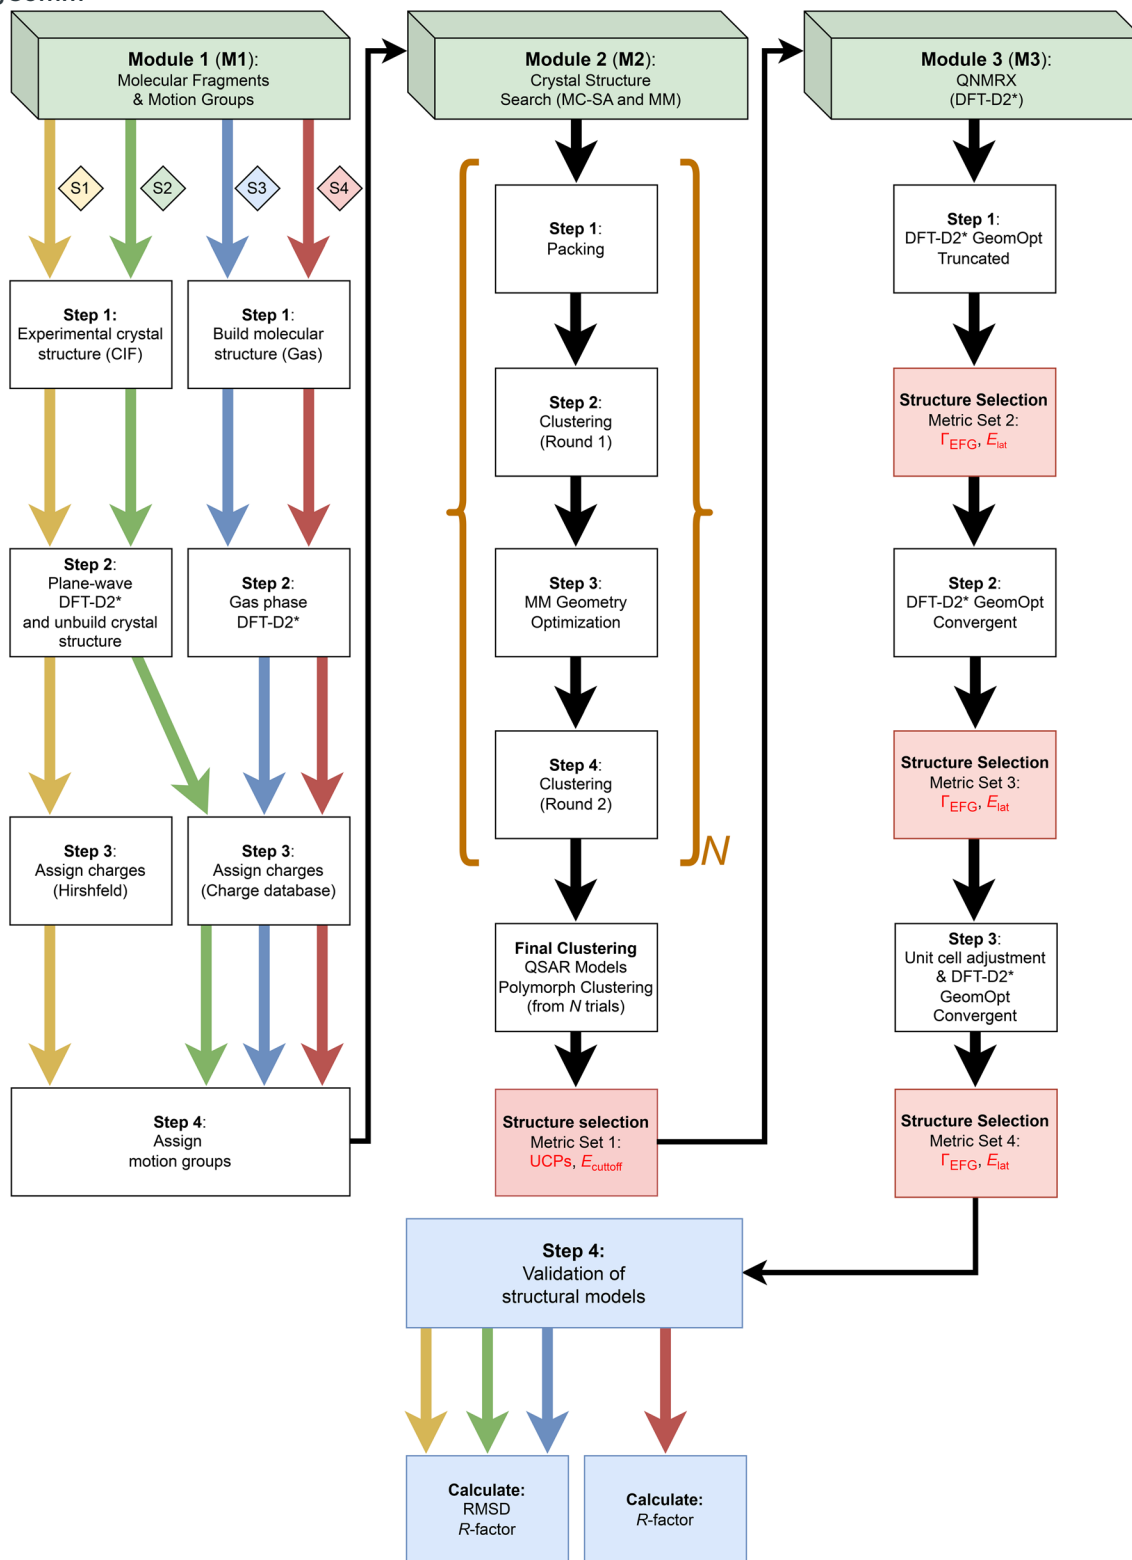 Module 1 (M1):
Molecular Fragments
& Motion Groups
S1
S2
S3
S4
Step 1:
Experimental crystal
structure (CIF)
Step 1:
Build molecular
structure (Gas)
Step 2:
Plane-wave
DFT-D2*
and unbuild crystal
structure
Step 2:
Gas phase
DFT-D2*
Step 3:
Assign charges
(Hirshfeld)
Step 3:
Assign charges
(Charge database)
Step 4:
Assign
motion groups
Module 2 (M2):
Crystal Structure
Search (MC-SA and MM)
Step 1:
Packing
Step 2:
Clustering
(Round 1)
Step 3:
MM Geometry
Optimization
Step 4:
Clustering
(Round 2)
N
Final Clustering
QSAR Models
Polymorph Clustering
(from N trials)
Structure selection
Metric Set 1:
UCPs, Ecuttoff
Module 3 (M3):
QNMRX
(DFT-D2*)
Step 1:
DFT-D2* GeomOpt
Truncated
Structure Selection
Metric Set 2:
ΓEFG, Elat
Step 2:
DFT-D2* GeomOpt
Convergent
Structure Selection
Metric Set 3:
ΓEFG, Elat
Step 3:
Unit cell adjustment
& DFT-D2*
GeomOpt
Convergent
Structure Selection
Metric Set 4:
ΓEFG, Elat
Step 4:
Validation of
structural models
Calculate:
RMSD
R-factor
Calculate:
R-factor